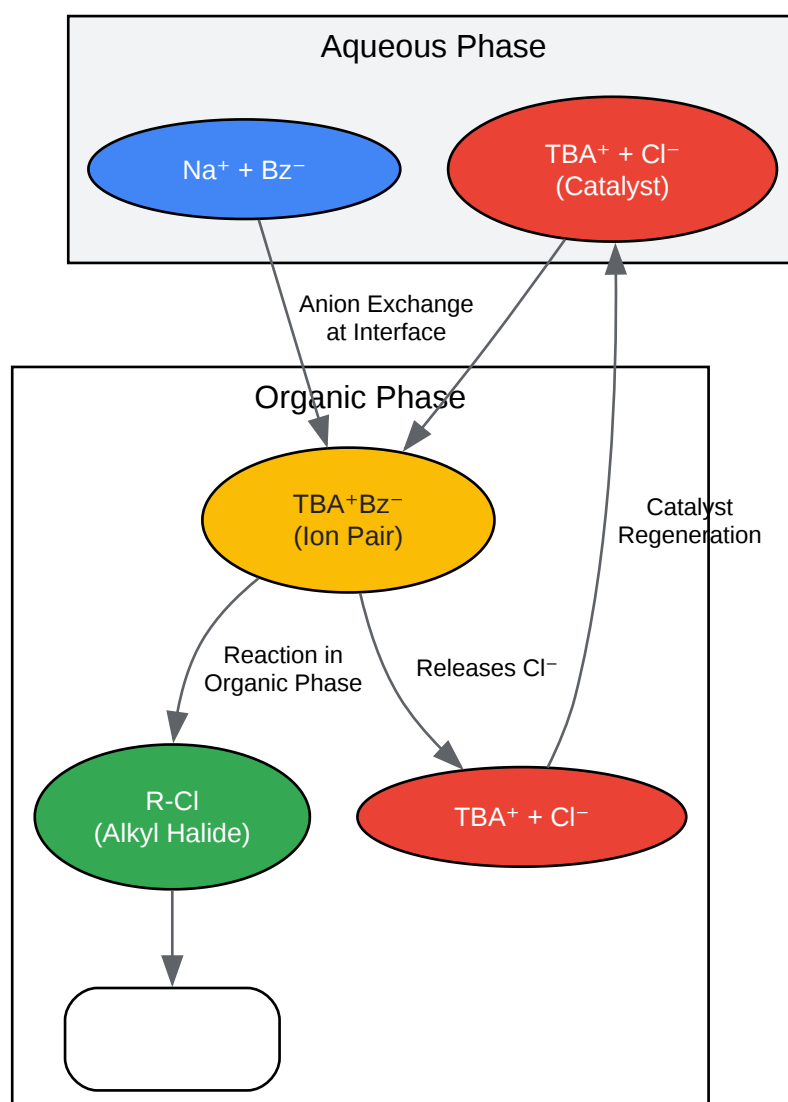 Aqueous Phase
Na⁺ + Bz⁻
TBA⁺ + Cl⁻
(Catalyst)
Anion Exchange
at Interface
Organic Phase
TBA⁺Bz⁻
(Ion Pair)
Catalyst
Regeneration
Reaction in
Organic Phase
Releases Cl⁻
R-Cl
(Alkyl Halide)
TBA⁺ + Cl⁻